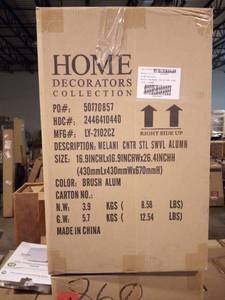 HOME
DECORATORS
COLLECTION
PO#: 50170857
HDC#: 2446410440
MFG#: LY-2102CZ
RIGHT SIDE UP
DESCRIPTION: MELANI CNTR STL SWVL ALUMN
SIZE: 16.9INCHLx16.9INCHWx26.4INCHH
(430mmLx430mmWx670mmH)
COLOR: BRUSH ALUM
CARTON NO.:
N.W: 3.9 KGS ( 8.58 LBS)
G.W: 5.7 KGS ( 12.54 LBS)
MADE IN CHINA
260